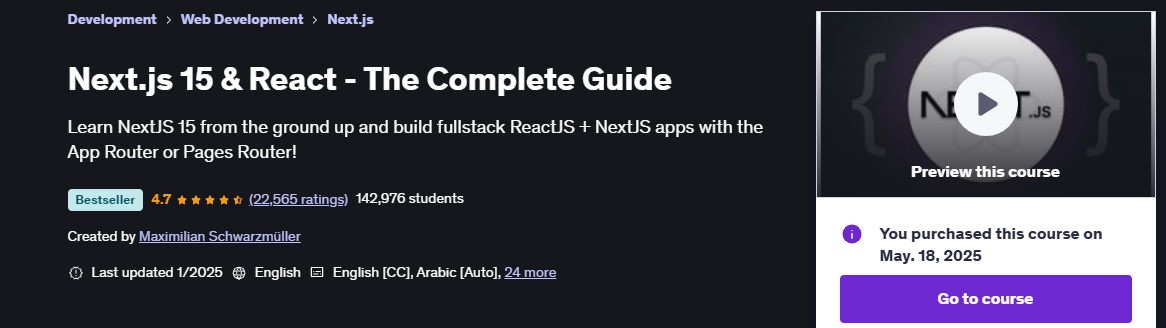 Development > Web Development > Next.js
Next.js 15 & React - The Complete Guide
Learn NextJS 15 from the ground up and build fullstack ReactJS + NextJS apps with the
App Router or Pages Router!
Bestseller 4.7 (22,565 ratings) 142,976 students
Created by Maximilian Schwarzmüller
Last updated 1/2025 English English [CC], Arabic [Auto], 24 more
.JS
Preview this course
You purchased this course on
May. 18, 2025
Go to course